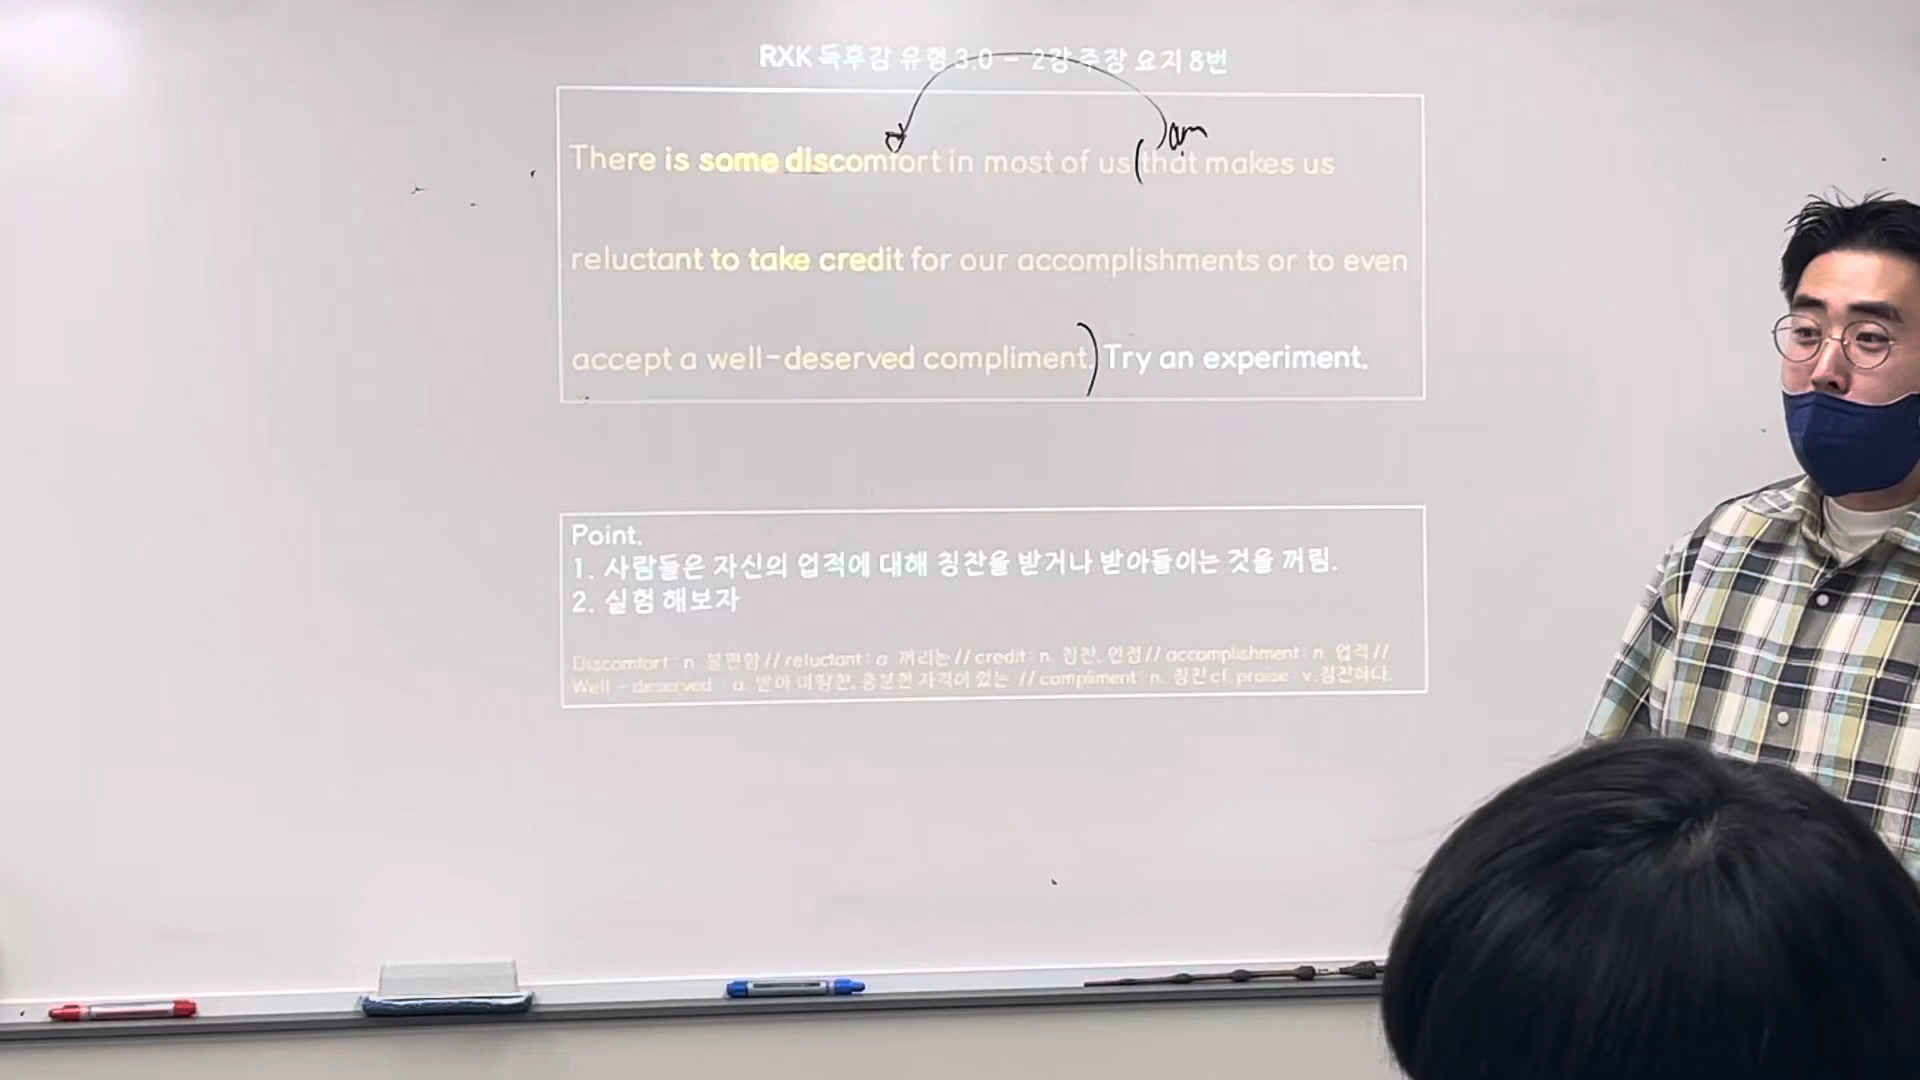 RXK 독후감 유형 3.0 - 2강 주장 요지 8번
am
There is some discomfort in most of us (that makes us
reluctant to take credit for our accomplishments or to even
accept a well-deserved compliment.) Try an experiment.
Point.
1. 사람들은 자신의 업적에 대해 칭찬을 받거나 받아들이는 것을 꺼림.
2. 실험 해보자
Discomfort : n. 불편함 // reluctant : a. 꺼리는 // credit : n. 칭찬, 인정 // accomplishment : n. 업적 //
Well - deserved : a. 받아 마땅한, 충분한 자격이 있는 // compliment : n. 칭찬 cf. praise : v. 칭찬하다.